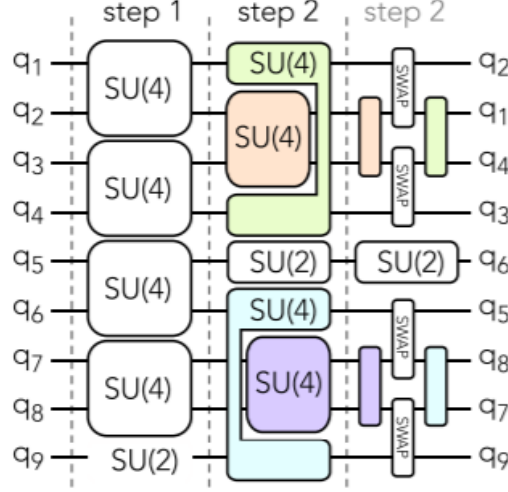 step 1 step 2 step 2
q1 SU(4) SU(4) SWAP q2
q2 SU(4) q1
q3 SU(4) SWAP q4
q4 q3
q5 SU(4) SU(2) SU(2) q6
q6 SU(4) SWAP q5
q7 SU(4) SU(4) q8
q8 SWAP q7
q9 SU(2) q9